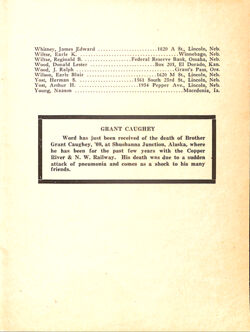 Whitney, James Edward 1620 A St., Lincoln, Neb.
Wiltse, Earle K. Winnebago, Neb.
Wiltse, Reginald B. Federal Reserve Bank, Omaha, Neb.
Wood, Donald Lester Box 203, El Dorado, Kan.
Wood, J. Ralph Grant's Pass, Ore.
Wilson, Earle Blair 1620 M St., Lincoln, Neb.
Yost, Herman S. 1961 South 22rd St., Lincoln, Neb.
Yost, Arthur H. 1954 Pepper Ave., Lincoln, Neb.
Young, Nason Macedonia, Ia.
GRANT CAUGHEY
Word has just been received of the death of Brother
Grant Caughey, '08, at Shushanna Junction, Alaska, where
he has been for the past few years with the Copper
River & N. W. Railway. His death was due to a sudden
attack of pneumonia and comes as a shock to his many
friends.